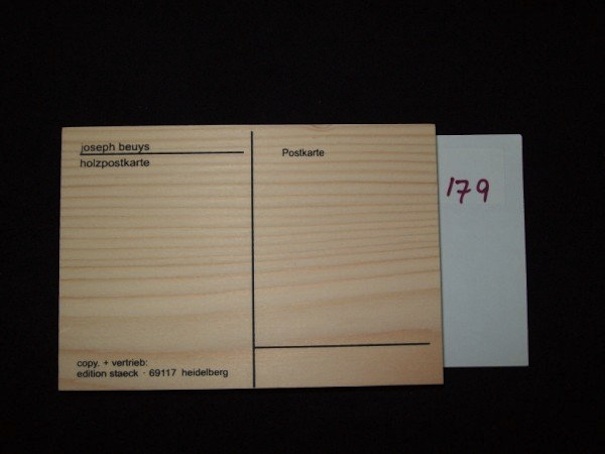 joseph beuys
holzpostkarte
Postkarte
179
copy. + vertrieb:
edition staeck · 69117 heidelberg